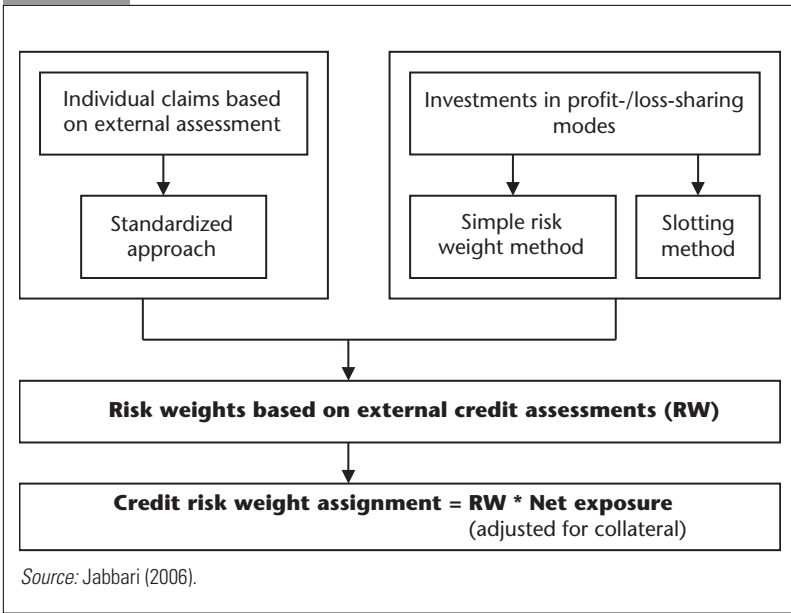 Individual claims based
on external assessment
Standardized
approach
Investments in profit-/loss-sharing
modes
Simple risk
weight method
Slotting
method
Risk weights based on external credit assessments (RW)
Credit risk weight assignment = RW * Net exposure
(adjusted for collateral)
Source: Jabbari (2006).